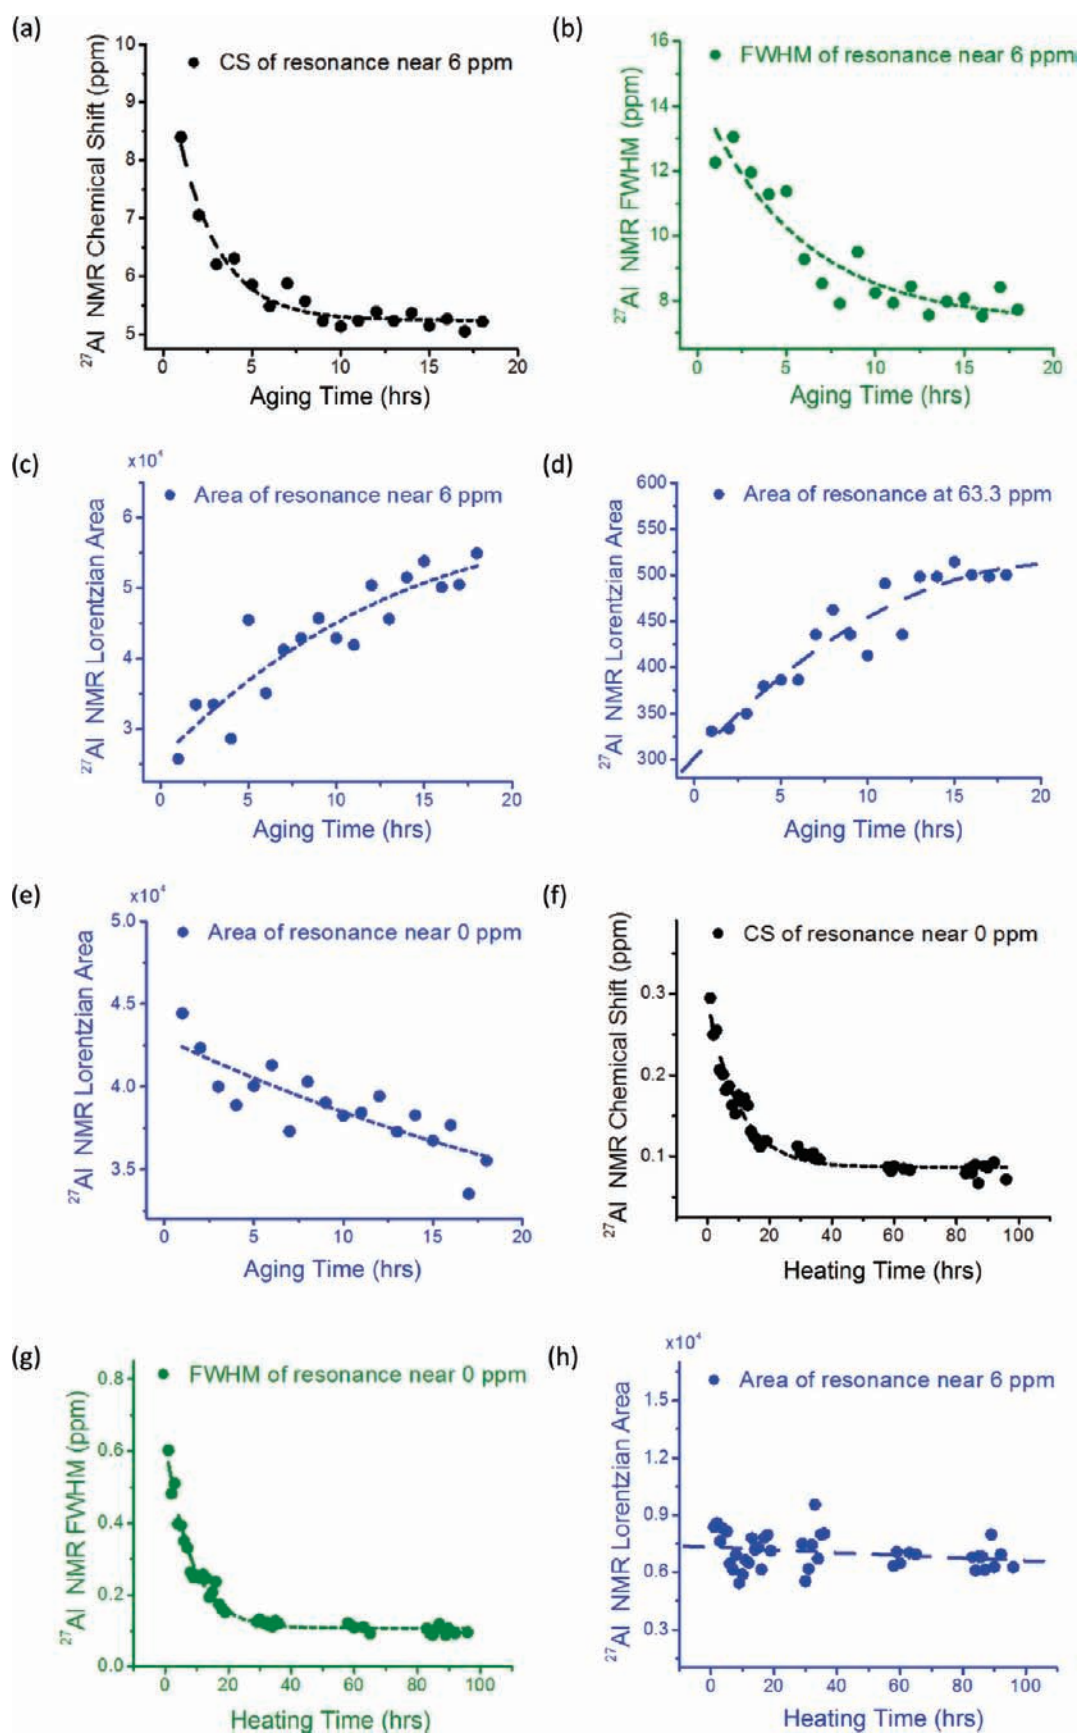 (a)
10
9
8
7
6
5
0 5 10 15 20
27Al NMR Chemical Shift (ppm)
CS of resonance near 6 ppm
Aging Time (hrs)
(b)
16
14
12
10
8
0 5 10 15 20
27Al NMR FWHM (ppm)
FWHM of resonance near 6 ppm
Aging Time (hrs)
(c)
x10⁴
6
5
4
3
0 5 10 15 20
27Al NMR Lorentzian Area
Area of resonance near 6 ppm
Aging Time (hrs)
(d)
600
550
500
450
400
350
300
0 5 10 15 20
27Al NMR Lorentzian Area
Area of resonance at 63.3 ppm
Aging Time (hrs)
(e)
x10⁴
5.0
4.5
4.0
3.5
0 5 10 15 20
27Al NMR Lorentzian Area
Area of resonance near 0 ppm
Aging Time (hrs)
(f)
0.3
0.2
0.1
0 20 40 60 80 100
27Al NMR Chemical Shift (ppm)
CS of resonance near 0 ppm
Heating Time (hrs)
(g)
0.8
0.6
0.4
0.2
0.0
0 20 40 60 80 100
27Al NMR FWHM (ppm)
FWHM of resonance near 0 ppm
Heating Time (hrs)
(h)
x10⁴
1.5
1.2
0.9
0.6
0.3
0 20 40 60 80 100
27Al NMR Lorentzian Area
Area of resonance near 6 ppm
Heating Time (hrs)